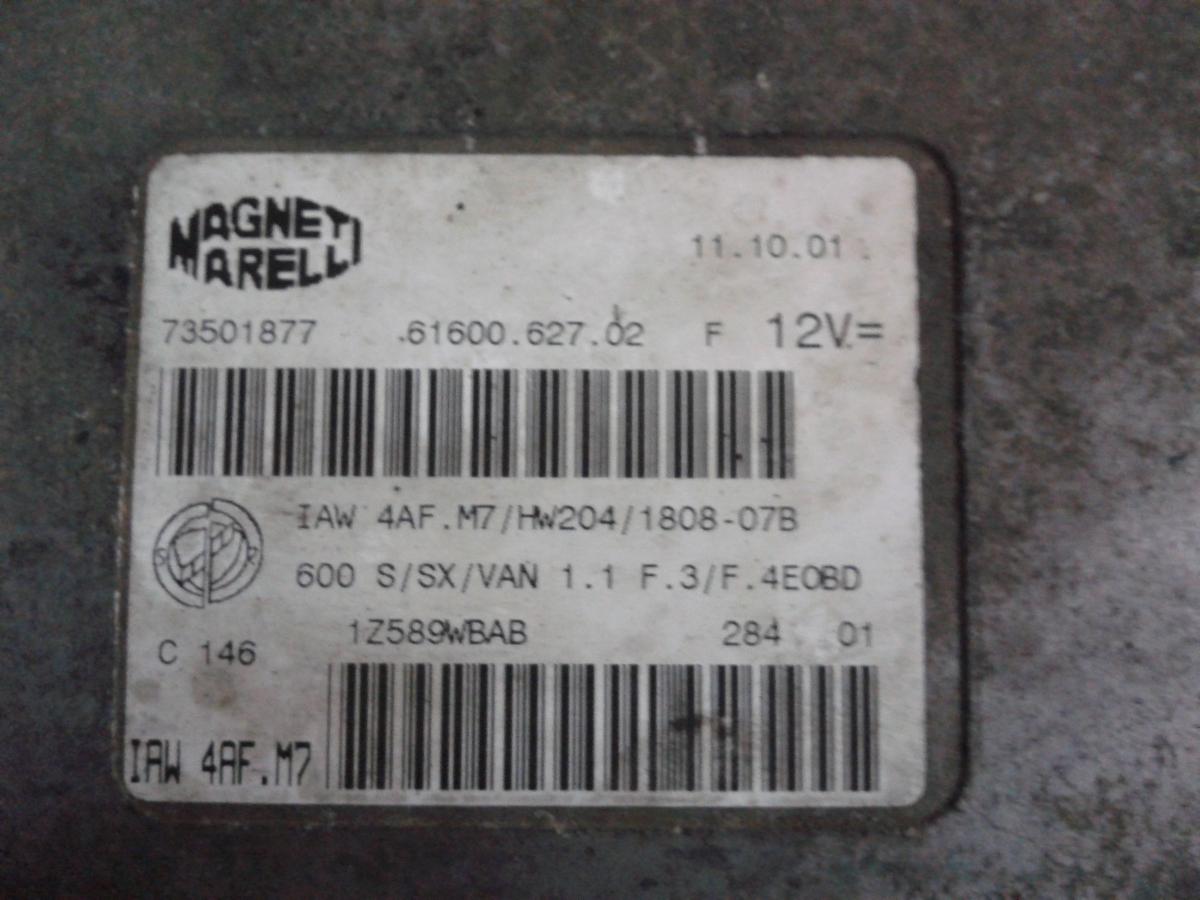 MAGNETI
MARELLI
11.10.01
73501877 .61600.627.02 F 12V=
IAW 4AF.M7/HW204/1808-07B
600 S/SX/VAN 1.1 F.3/F.4EOBD
1Z589WBAB 284 01
C 146
IAW 4AF.M7